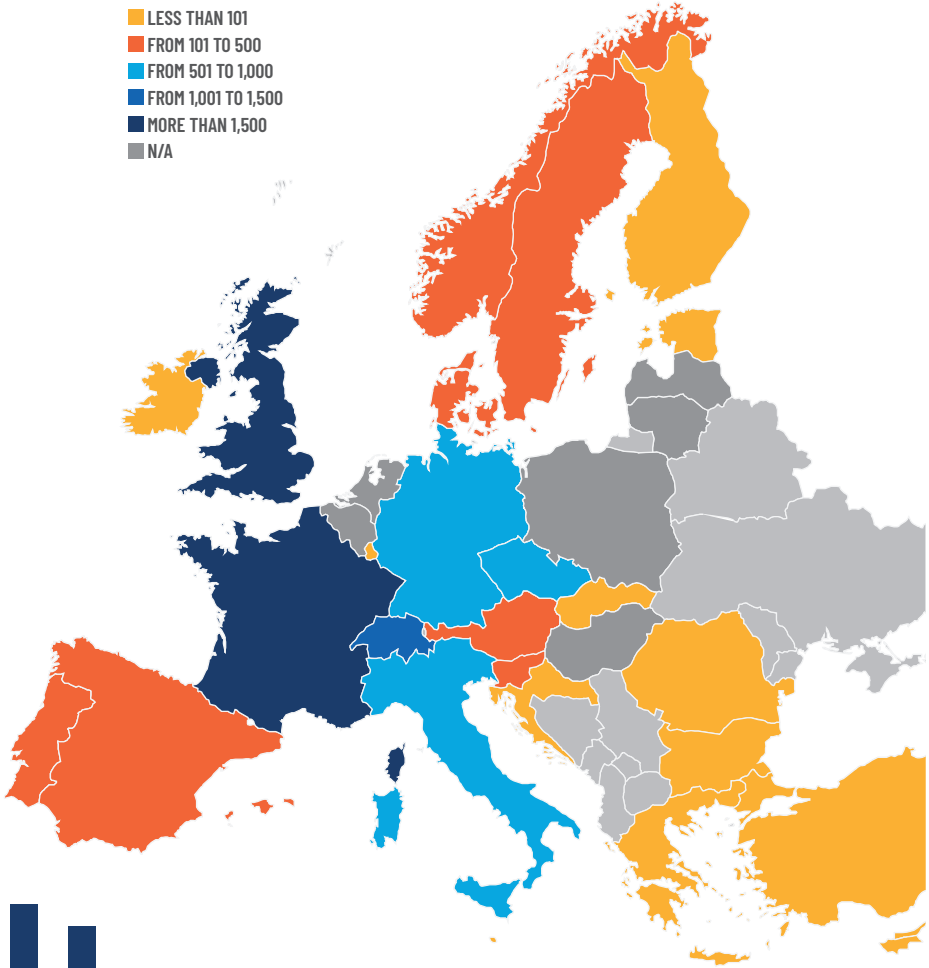 LESS THAN 101
FROM 101 TO 500
FROM 501 TO 1,000
FROM 1,001 TO 1,500
MORE THAN 1,500
N/A